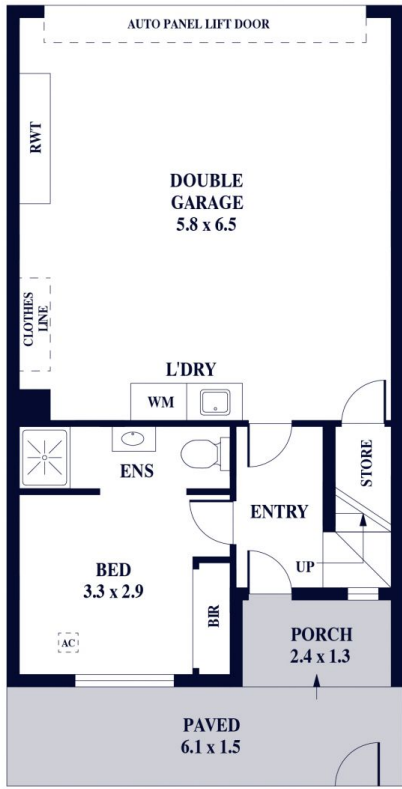 AUTO PANEL LIFT DOOR
RWT
DOUBLE
GARAGE
5.8 x 6.5
CLOTHES
LINE
L'DRY
WM
STORE
ENS
ENTRY
UP
BED
3.3 x 2.9
BIR
AC
PORCH
2.4 x 1.3
PAVED
6.1 x 1.5